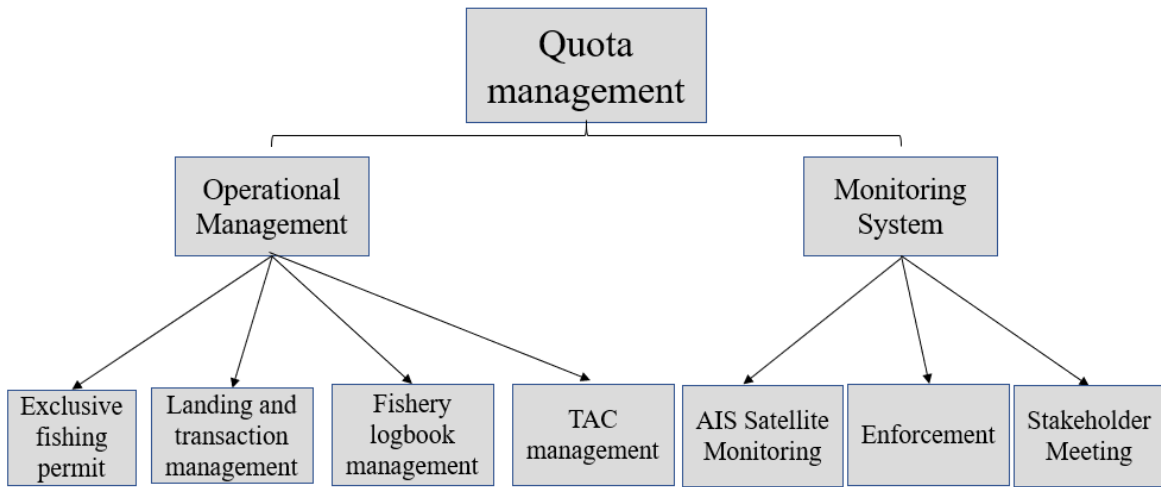 Quota
management
Operational
Management
Monitoring
System
Exclusive
fishing
permit
Landing and
transaction
management
Fishery
logbook
management
TAC
management
AIS Satellite
Monitoring
Enforcement
Stakeholder
Meeting